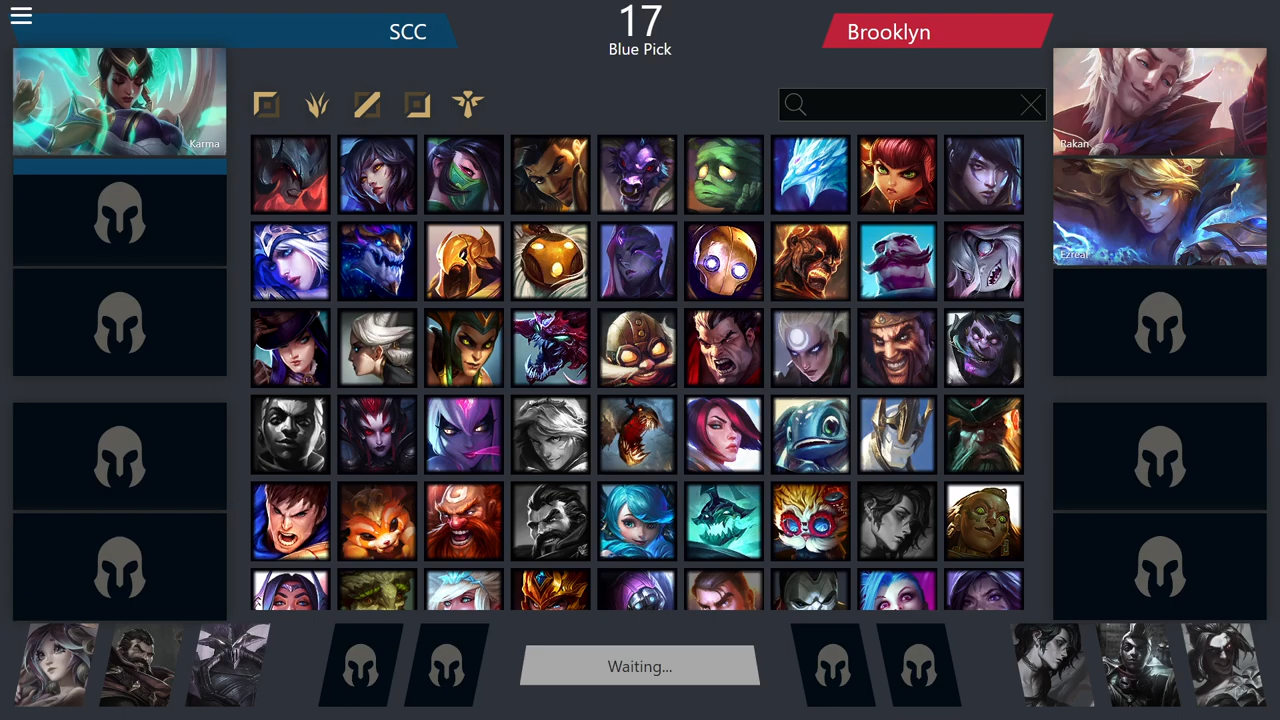 SCC
17
Blue Pick
Brooklyn
Karma
Rakan
Ezreal
Waiting...